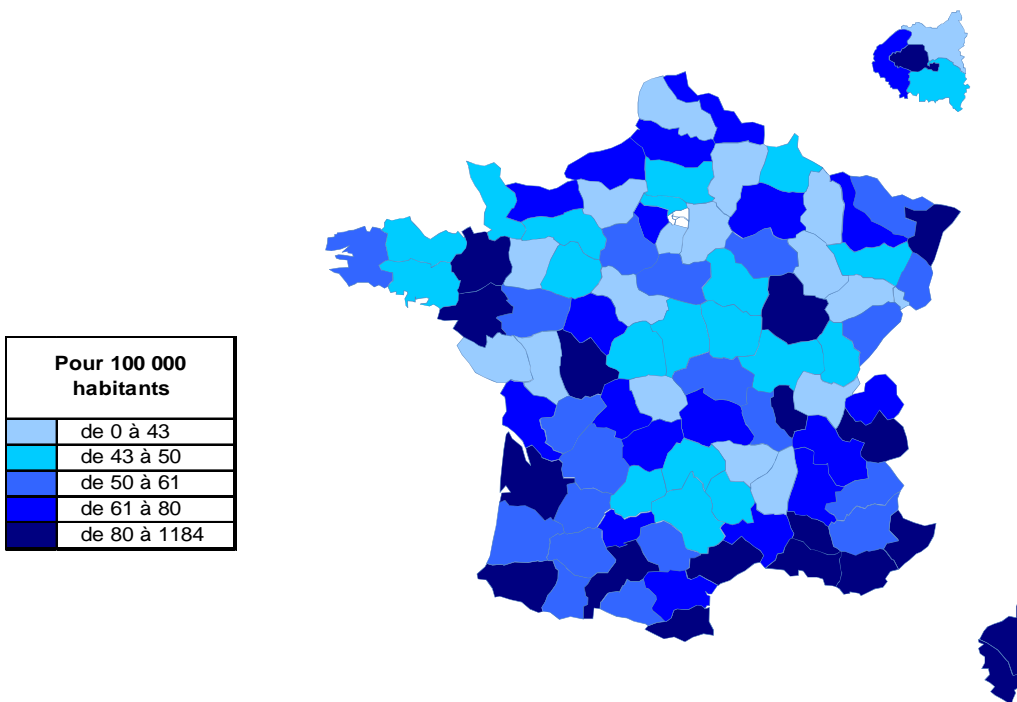 Pour 100 000
habitants
de 0 à 43
de 43 à 50
de 50 à 61
de 61 à 80
de 80 à 1184